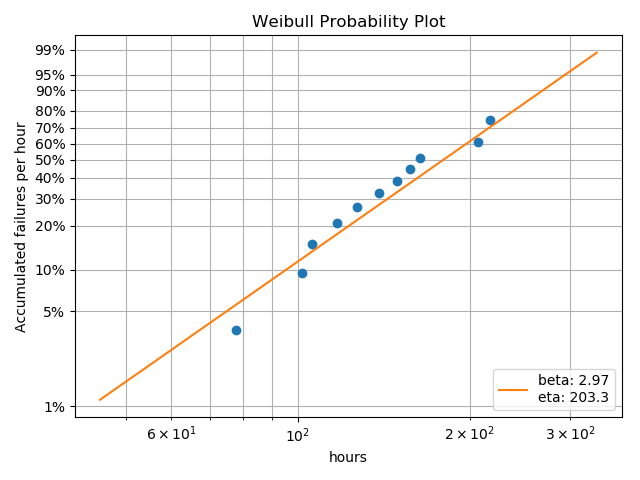 Weibull Probability Plot
Accumulated failures per hour
99%
95%
90%
80%
70%
60%
50%
40%
30%
20%
10%
5%
1%
beta: 2.97
eta: 203.3
6 × 10¹
10²
2 × 10²
3 × 10²
hours